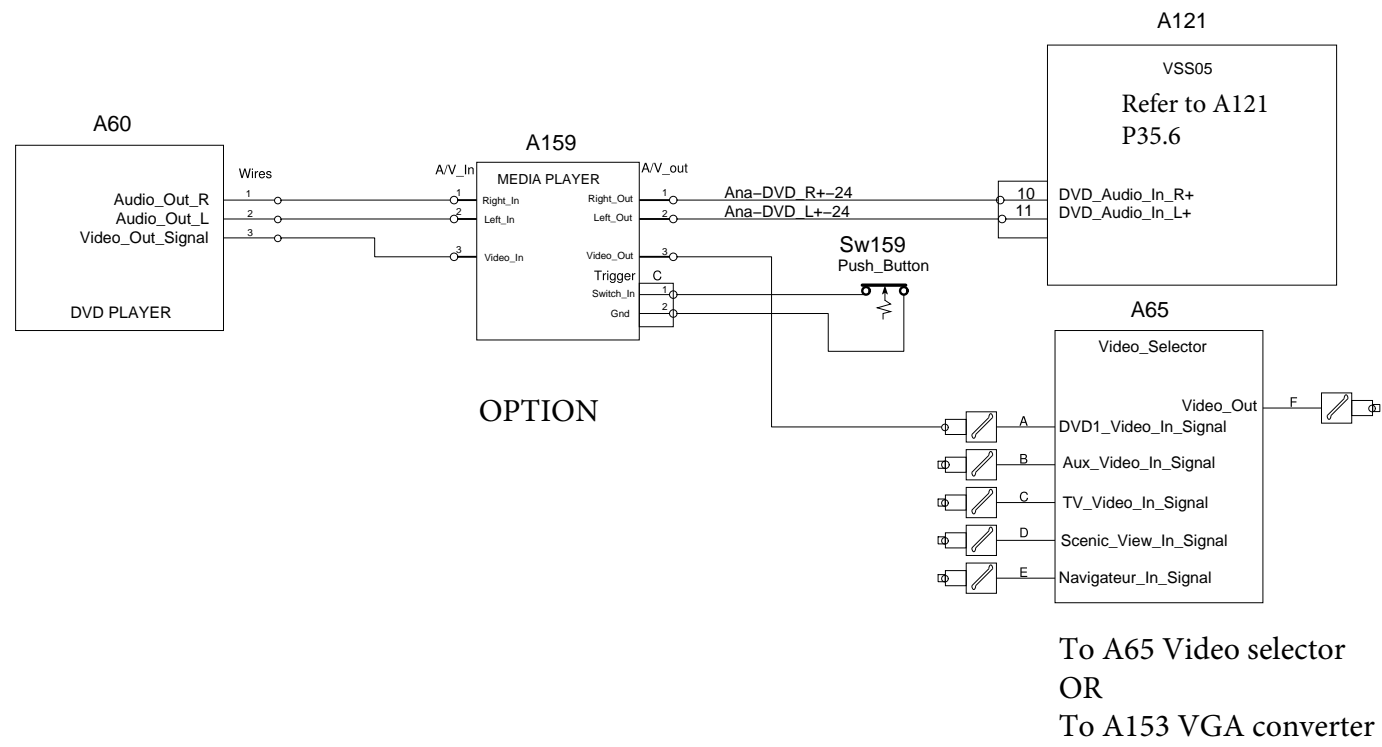 A121
VSS05
Refer to A121
P35.6
10 DVD_Audio_In_R+
11 DVD_Audio_In_L+
A60
Wires
Audio_Out_R 1
Audio_Out_L 2
Video_Out_Signal 3
DVD PLAYER
A159
A/V_In
A/V_out
MEDIA PLAYER
1 Right_In
Right_Out 1
2 Left_In
Left_Out 2
3 Video_In
Video_Out 3
Trigger C
Switch_In 1
Gnd 2
OPTION
Ana-DVD_R+-24
Ana-DVD_L+-24
Sw159
Push_Button
A65
Video_Selector
Video_Out F
A DVD1_Video_In_Signal
B Aux_Video_In_Signal
C TV_Video_In_Signal
D Scenic_View_In_Signal
E Navigateur_In_Signal
To A65 Video selector
OR
To A153 VGA converter